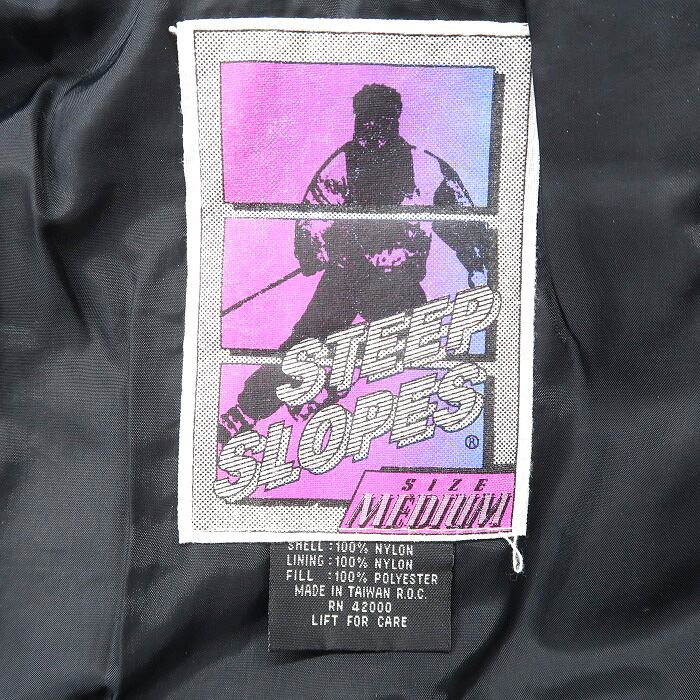 STEEP
SLOPES
®
SIZE
MEDIUM
SHELL : 100% NYLON
LINING : 100% NYLON
FILL : 100% POLYESTER
MADE IN TAIWAN R.O.C.
RN 42000
LIFT FOR CARE